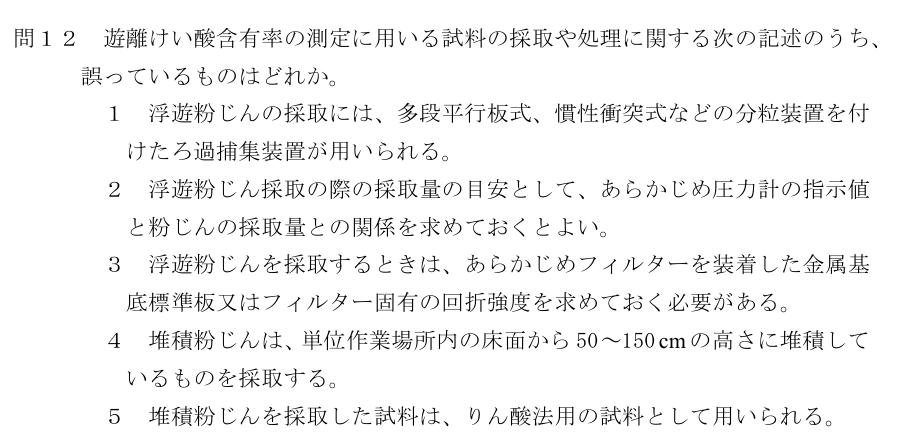 問１２　遊離けい酸含有率の測定に用いる試料の採取や処理に関する次の記述のうち、
誤っているものはどれか。
１　浮遊粉じんの採取には、多段平行板式、慣性衝突式などの分粒装置を付
けたろ過捕集装置が用いられる。
２　浮遊粉じん採取の際の採取量の目安として、あらかじめ圧力計の指示値
と粉じんの採取量との関係を求めておくとよい。
３　浮遊粉じんを採取するときは、あらかじめフィルターを装着した金属基
底標準板又はフィルター固有の回折強度を求めておく必要がある。
４　堆積粉じんは、単位作業場所内の床面から 50～150 cm の高さに堆積して
いるものを採取する。
５　堆積粉じんを採取した試料は、りん酸法用の試料として用いられる。